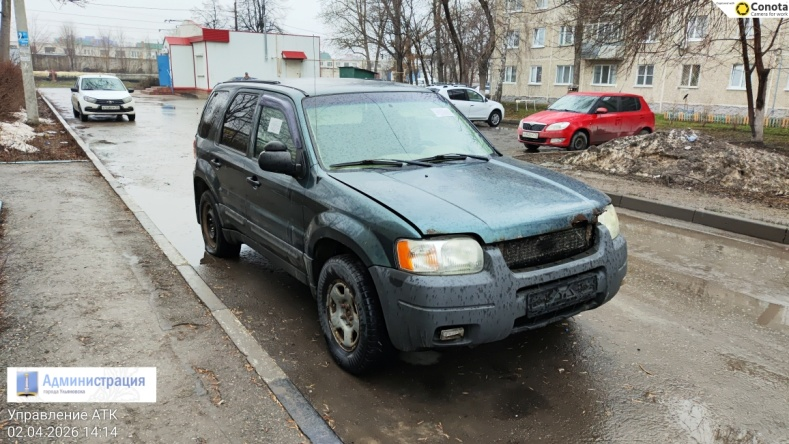 Conota
Camera for work.
Администрация
города Ульяновска
Управление АТК
02.04.2026 14:14